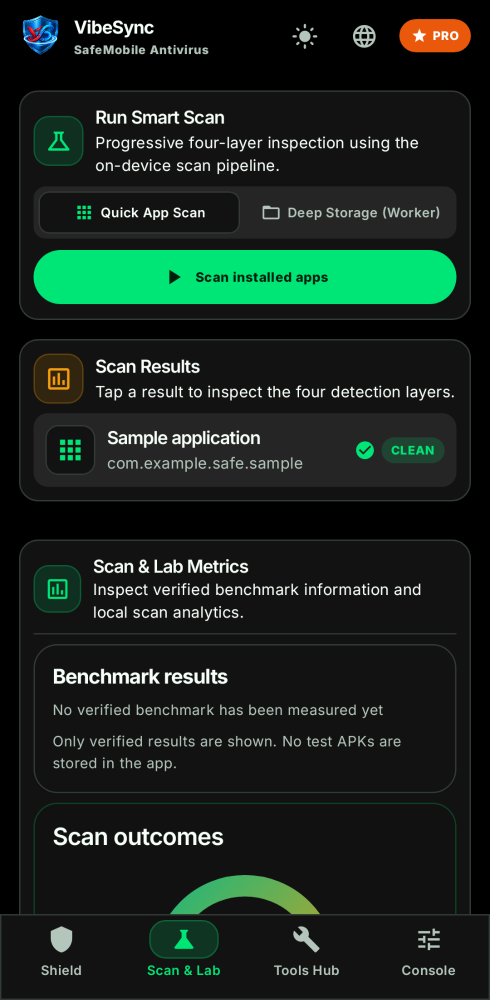 VibeSync
SafeMobile Antivirus
PRO
Run Smart Scan
Progressive four-layer inspection using the
on-device scan pipeline.
Quick App Scan
Deep Storage (Worker)
Scan installed apps
Scan Results
Tap a result to inspect the four detection layers.
Sample application
com.example.safe.sample
CLEAN
Scan & Lab Metrics
Inspect verified benchmark information and
local scan analytics.
Benchmark results
No verified benchmark has been measured yet
Only verified results are shown. No test APKs are
stored in the app.
Scan outcomes
Shield
Scan & Lab
Tools Hub
Console